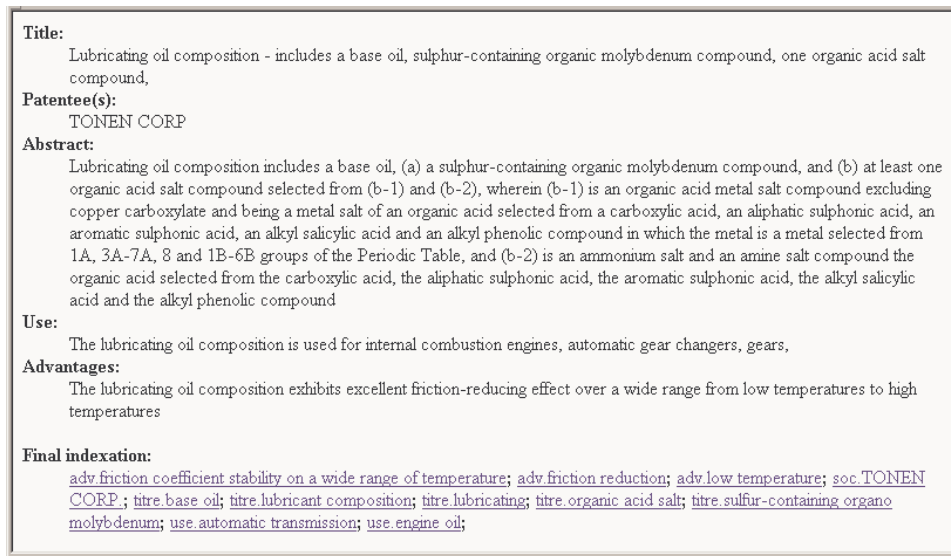 Title:
Lubricating oil composition - includes a base oil, sulphur-containing organic molybdenum compound, one organic acid salt
compound,
Patentee(s):
TONEN CORP
Abstract:
Lubricating oil composition includes a base oil, (a) a sulphur-containing organic molybdenum compound, and (b) at least one
organic acid salt compound selected from (b-1) and (b-2), wherein (b-1) is an organic acid metal salt compound excluding
copper carboxylate and being a metal salt of an organic acid selected from a carboxylic acid, an aliphatic sulphonic acid, an
aromatic sulphonic acid, an alkyl salicylic acid and an alkyl phenolic compound in which the metal is a metal selected from
1A, 3A-7A, 8 and 1B-6B groups of the Periodic Table, and (b-2) is an ammonium salt and an amine salt compound the
organic acid selected from the carboxylic acid, the aliphatic sulphonic acid, the aromatic sulphonic acid, the alkyl salicylic
acid and the alkyl phenolic compound
Use:
The lubricating oil composition is used for internal combustion engines, automatic gear changers, gears,
Advantages:
The lubricating oil composition exhibits excellent friction-reducing effect over a wide range from low temperatures to high
temperatures
Final indexation:
adv.friction coefficient stability on a wide range of temperature; adv.friction reduction; adv.low temperature; soc.TONEN
CORP.; titre.base oil; titre.lubricant composition; titre.lubricating; titre.organic acid salt; titre.sulfur-containing organo
molybdenum; use.automatic transmission; use.engine oil;